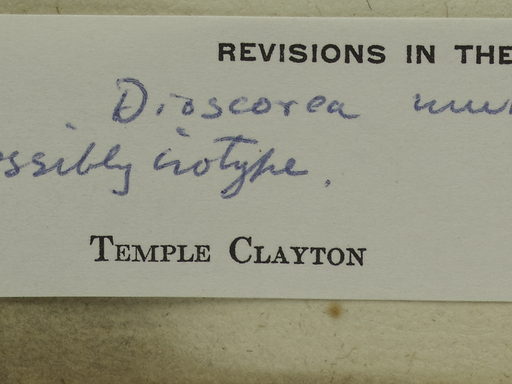 REVISIONS IN THE
Dioscorea
ssibly isotype.
TEMPLE CLAYTON